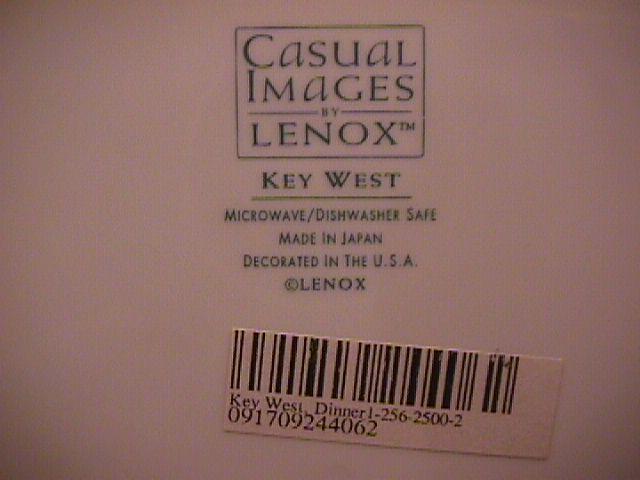 Casual
Images
BY
LENOX™
KEY WEST
MICROWAVE/DISHWASHER SAFE
MADE IN JAPAN
DECORATED IN THE U.S.A.
©LENOX
Key West, Dinner1-256-2500-2
091709244062